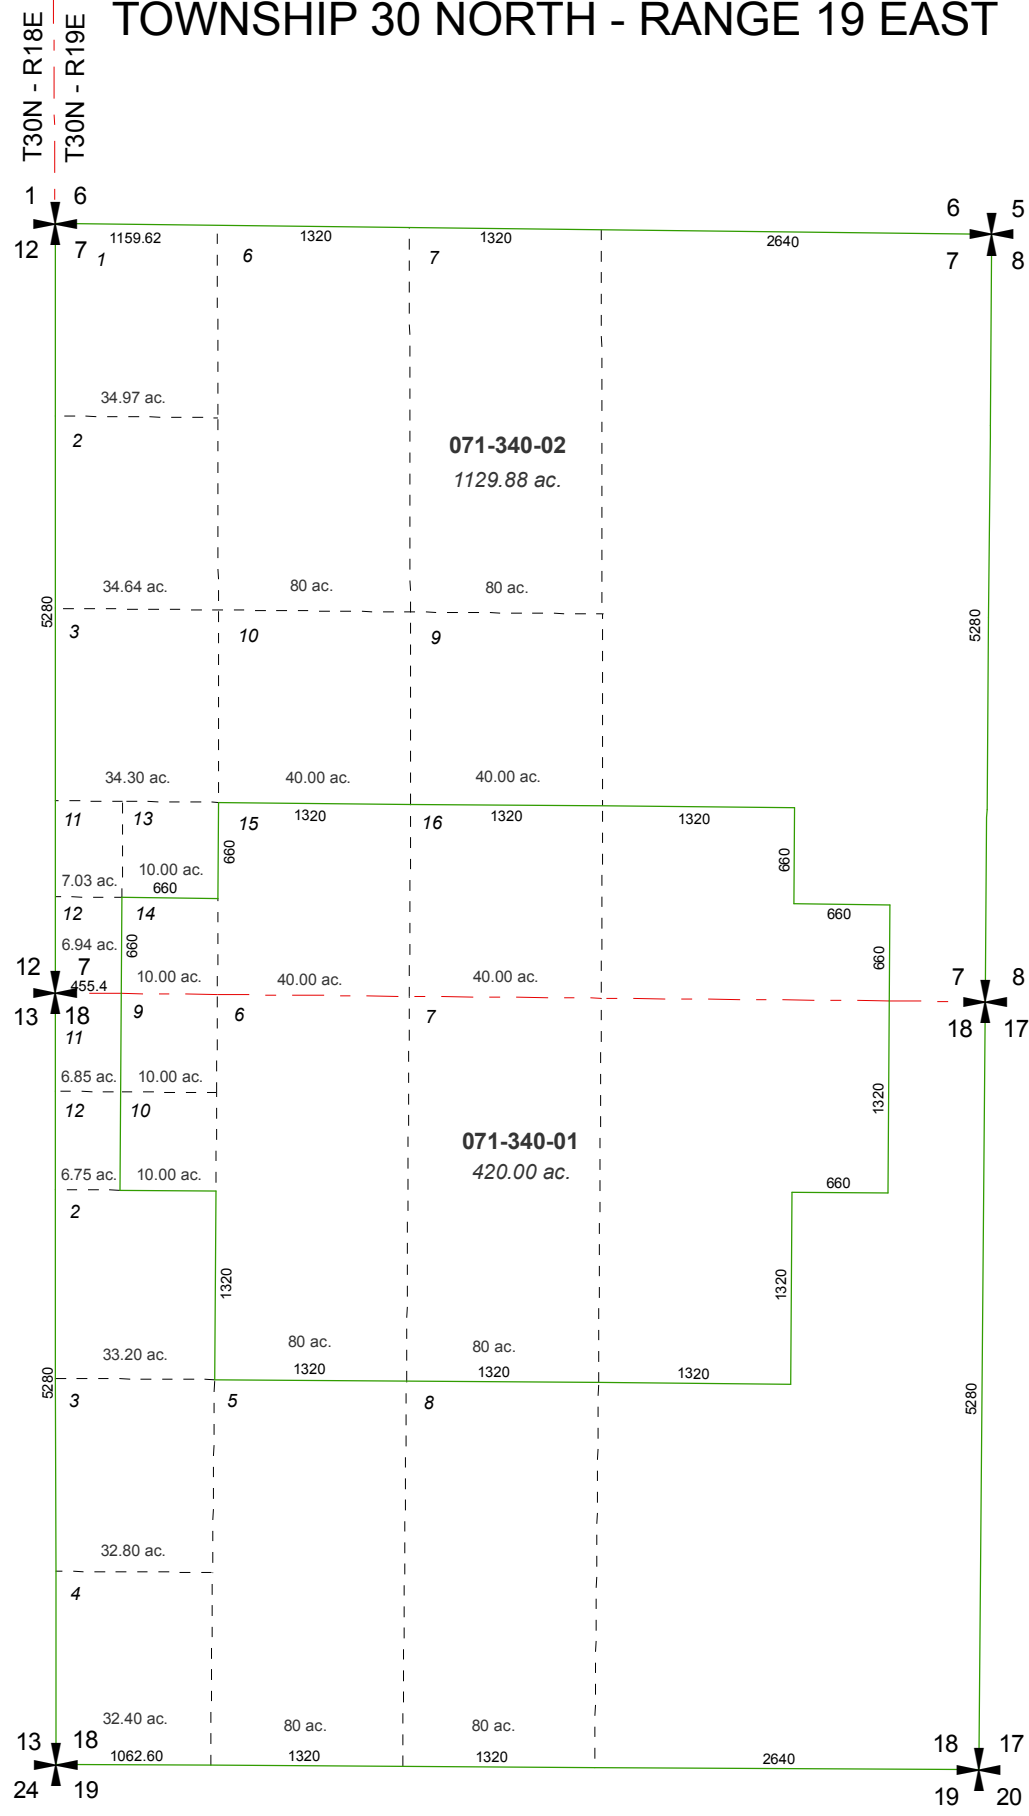 TOWNSHIP 30 NORTH - RANGE 19 EAST
T30N - R18E
T30N - R19E
1 6
12 7
6 5
7 8
1159.62
1320
1320
2640
1
6
7
34.97 ac.
2
071-340-02
1129.88 ac.
34.64 ac.
80 ac.
80 ac.
5280
5280
3
10
9
34.30 ac.
40.00 ac.
40.00 ac.
11
13
15
1320
16
1320
1320
660
660
7.03 ac.
10.00 ac.
660
12
14
660
6.94 ac.
660
660
12 7
455.4
10.00 ac.
40.00 ac.
40.00 ac.
7 8
13 18
9
6
7
18 17
11
6.85 ac.
10.00 ac.
1320
12
10
071-340-01
420.00 ac.
6.75 ac.
10.00 ac.
660
2
1320
1320
33.20 ac.
80 ac.
80 ac.
1320
1320
1320
5280
5280
3
5
8
32.80 ac.
4
32.40 ac.
80 ac.
80 ac.
13 18
1062.60
1320
1320
2640
18 17
24 19
19 20